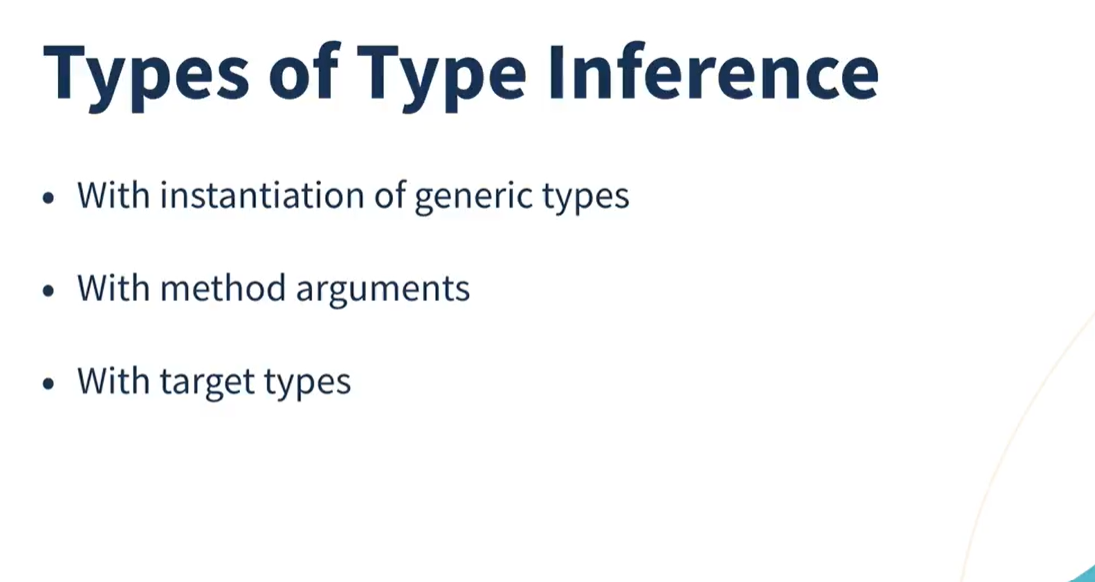 Types of Type Inference
• With instantiation of generic types
• With method arguments
• With target types